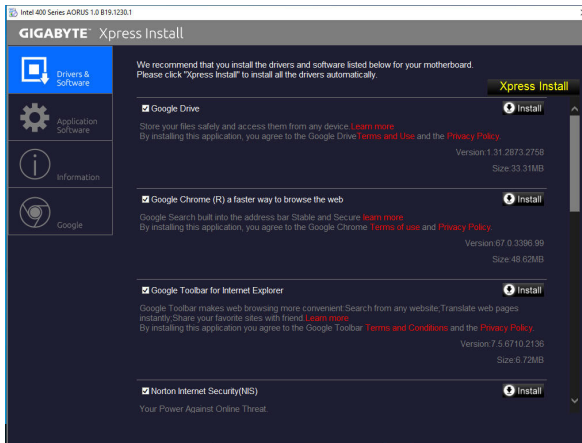 Intel 400 Series AORUS 1.0 B19.1230.1
GIGABYTE™ Xpress Install
Drivers &
Software
Application
Software
Information
Google
We recommend that you install the drivers and software listed below for your motherboard.
Please click "Xpress Install" to install all the drivers automatically.
Xpress Install
Google Drive
Install
Store your files safely and access them from any device.Learn more
By installing this application, you agree to the Google DriveTerms and Use and the Privacy Policy.
Version:1.31.2873.2758
Size:33.31MB
Google Chrome (R) a faster way to browse the web
Install
Google Search built into the address bar Stable and Secure learn more
By installing this application, you agree to the Google Chrome Terms of use and Privacy Policy.
Version:67.0.3396.99
Size:48.62MB
Google Toolbar for Internet Explorer
Install
Google Toolbar makes web browsing more convenient:Search from any website;Translate web pages
instantly;Share your favorite sites with friend.Learn more
By installing this application you agree to the Google Toolbar Terms and Conditions and the Privacy Policy.
Version:7.5.6710.2136
Size:6.72MB
Norton Internet Security(NIS)
Install
Your Power Against Online Threat.